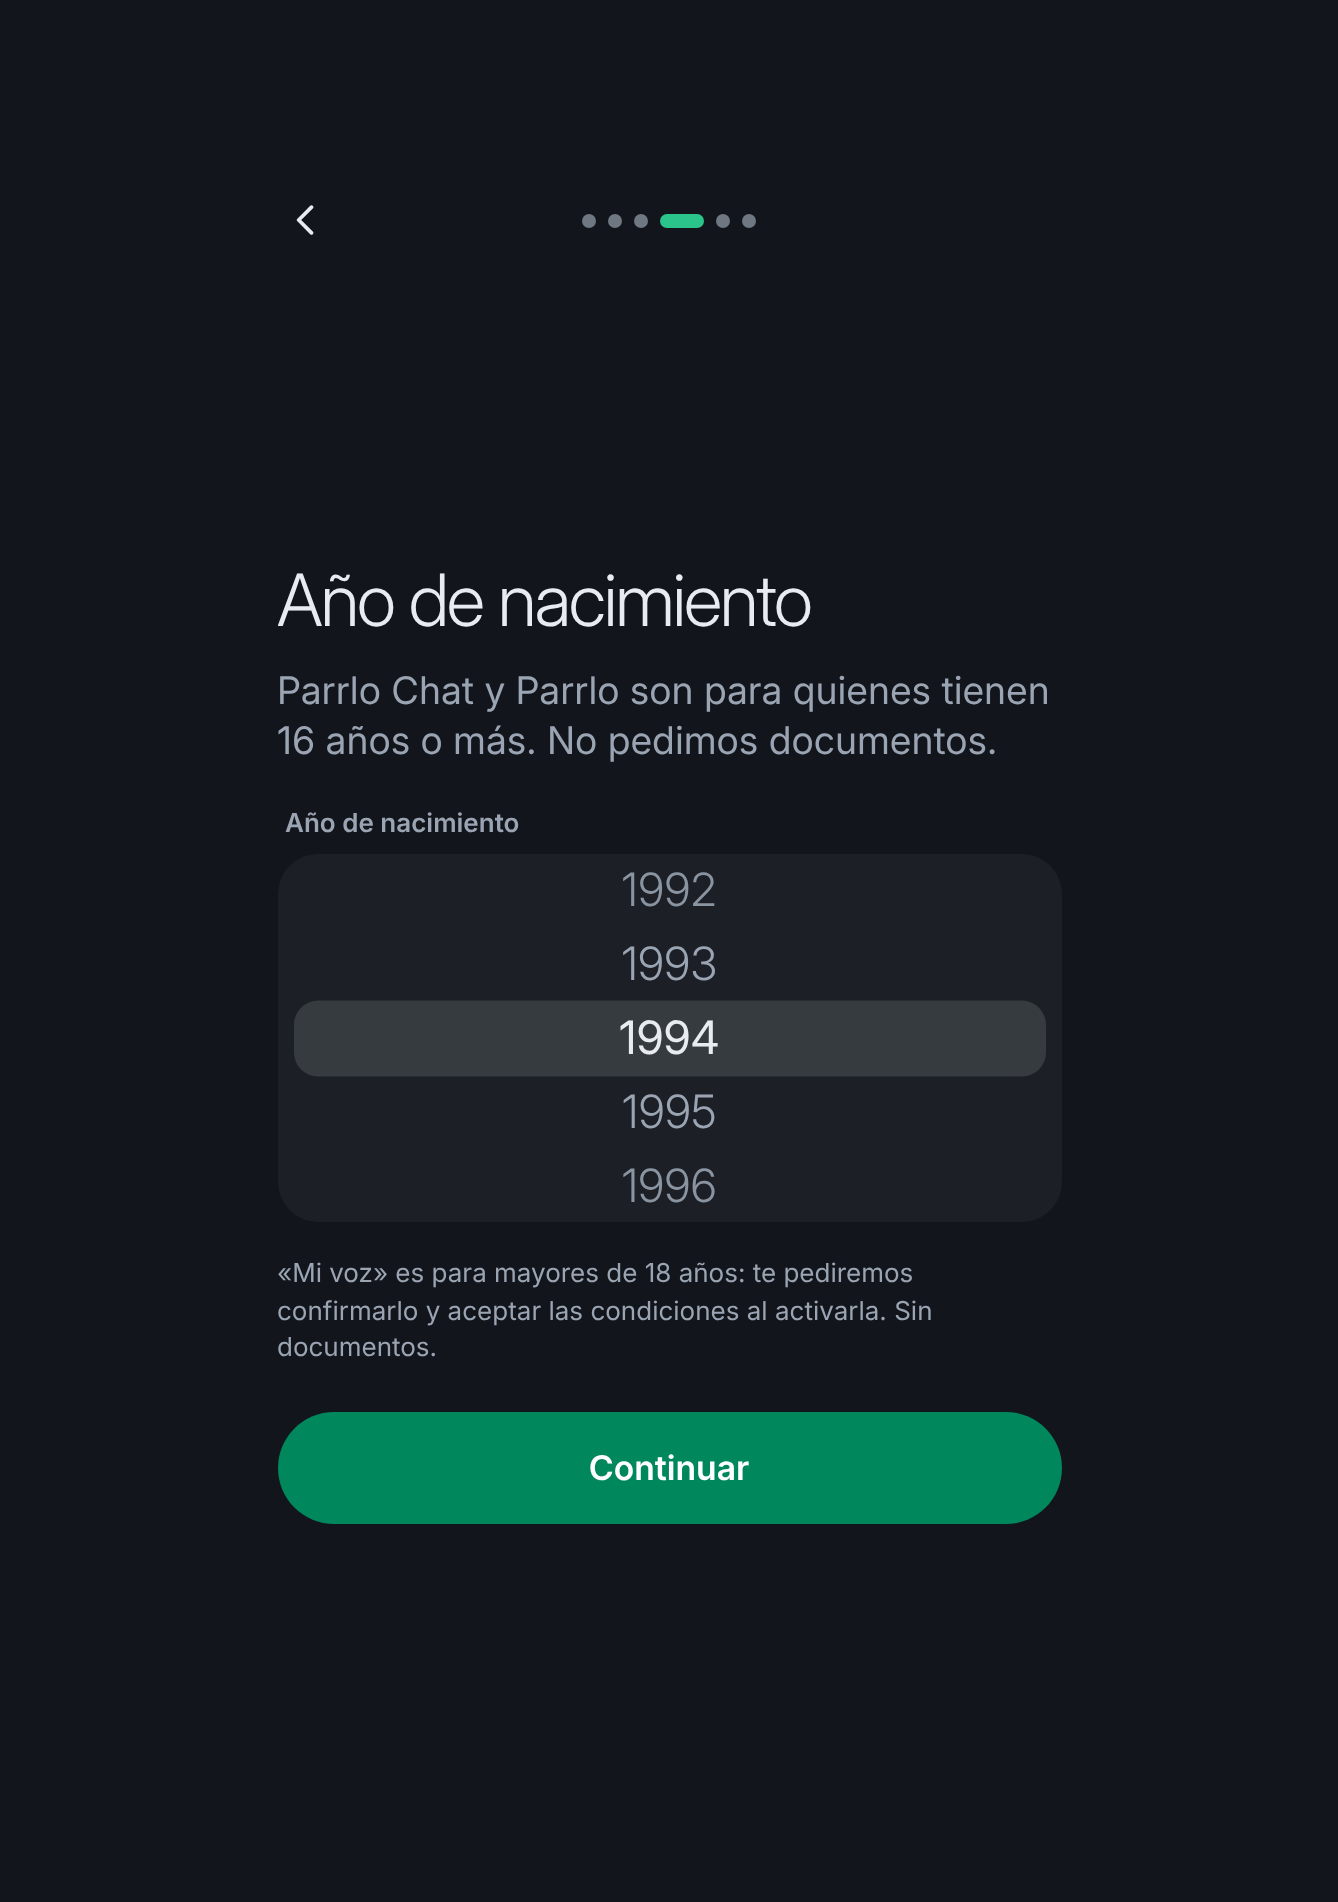 Año de nacimiento
Parrlo Chat y Parrlo son para quienes tienen
16 años o más. No pedimos documentos.
Año de nacimiento
1992
1993
1994
1995
1996
«Mi voz» es para mayores de 18 años: te pediremos
confirmarlo y aceptar las condiciones al activarla. Sin
documentos.
Continuar